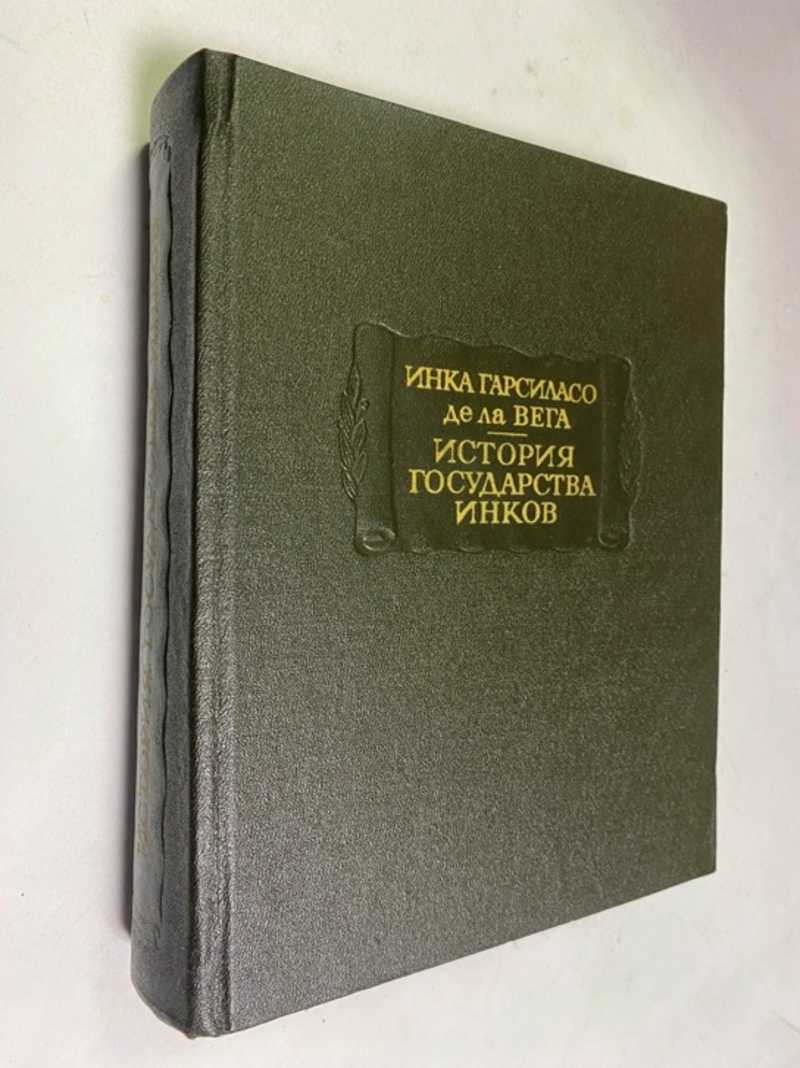 ИНКА ГАРСИЛАСО
де ла ВЕГА
ИСТОРИЯ
ГОСУДАРСТВА
ИНКОВ